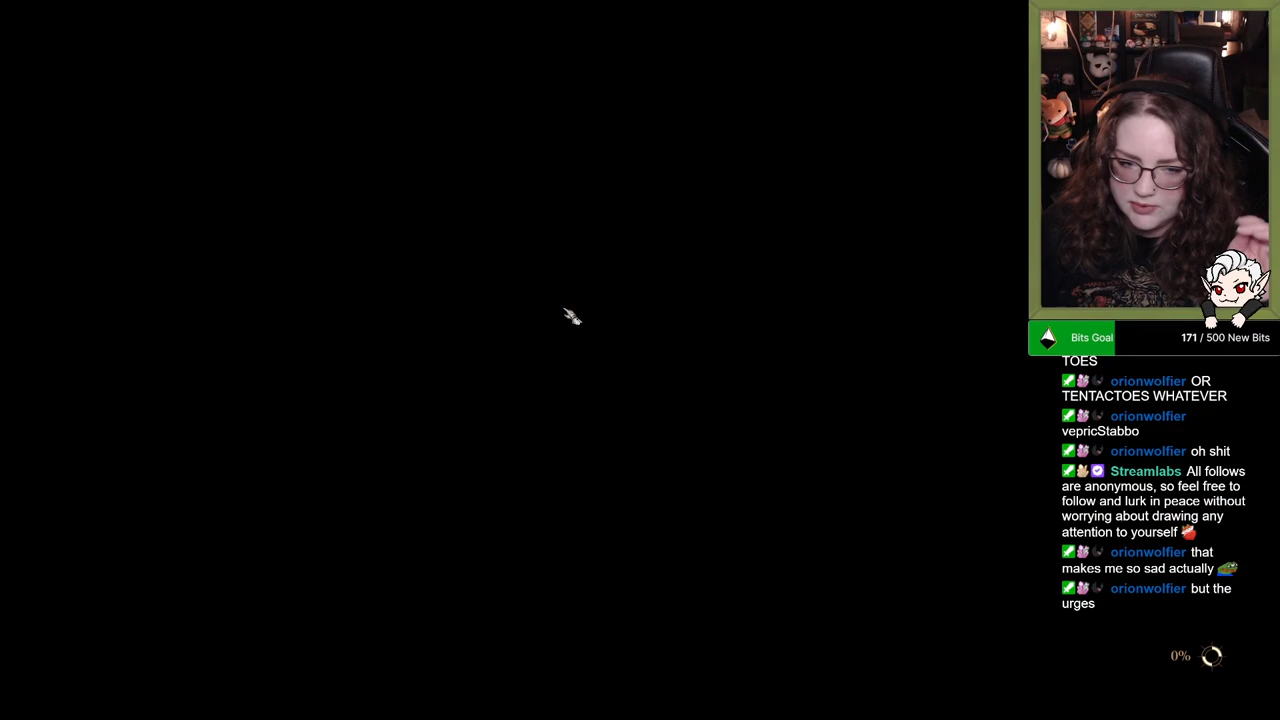 Bits Goal
171 / 500 New Bits
TOES
orionwolfier OR
TENTACTOES WHATEVER
orionwolfier
vepricStabbo
orionwolfier oh shit
Streamlabs All follows
are anonymous, so feel free to
follow and lurk in peace without
worrying about drawing any
attention to yourself
orionwolfier that
makes me so sad actually
orionwolfier but the
urges
0%